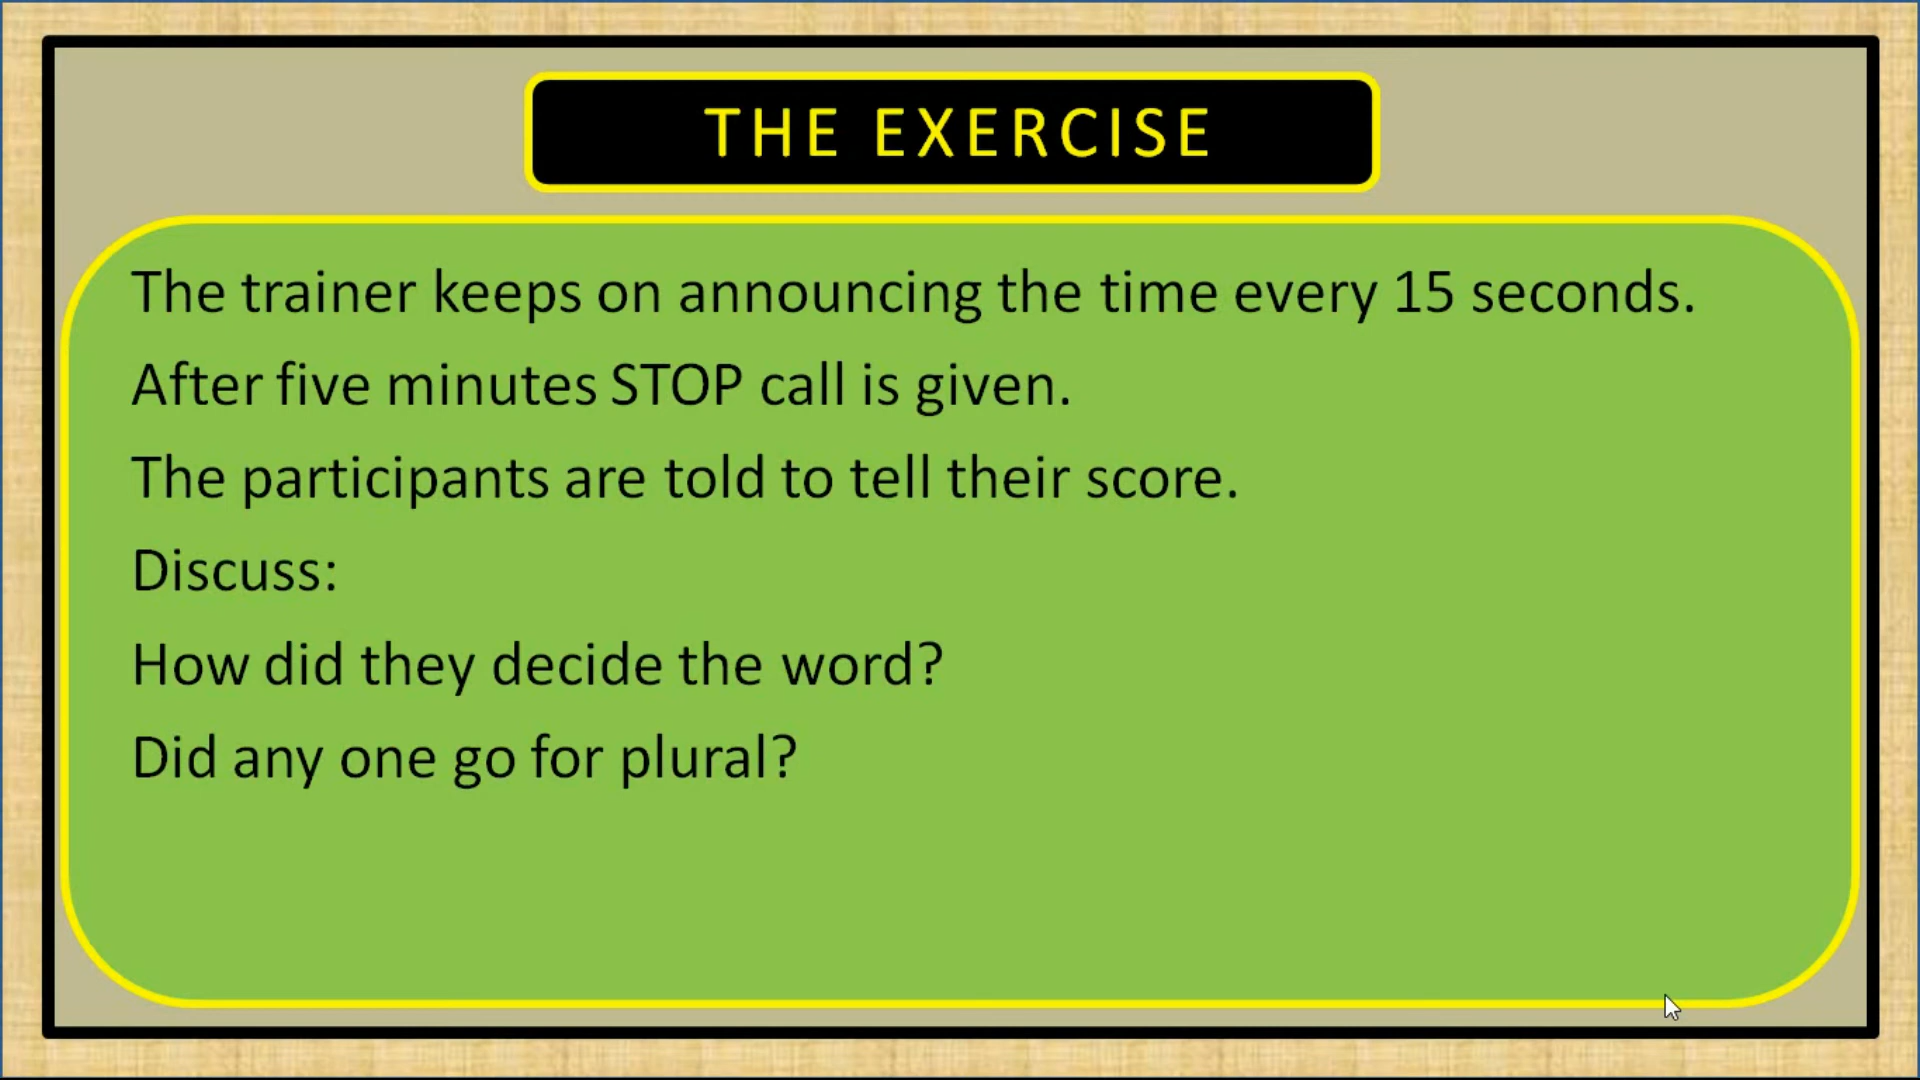 THE EXERCISE
The trainer keeps on announcing the time every 15 seconds.
After five minutes STOP call is given.
The participants are told to tell their score.
Discuss:
How did they decide the word?
Did any one go for plural?